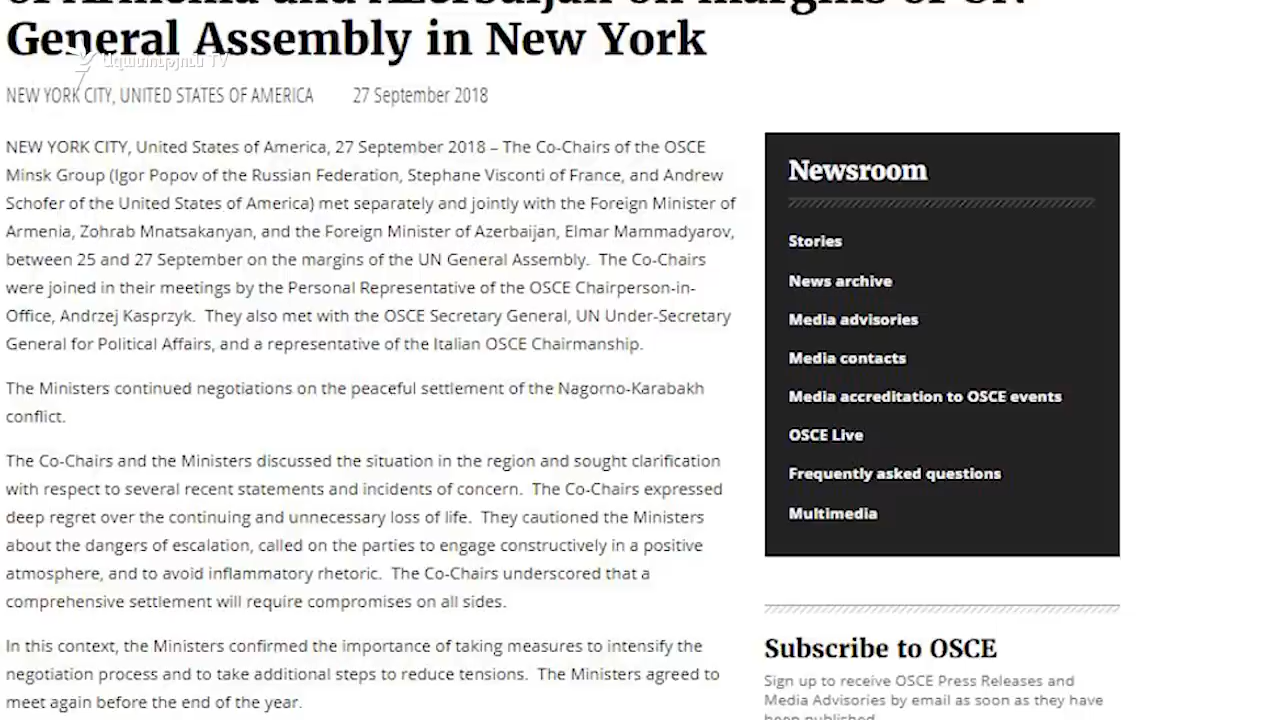 of Armenia and Azerbaijan on margins of UN
General Assembly in New York
Ազատություն TV
NEW YORK CITY, UNITED STATES OF AMERICA 27 September 2018
NEW YORK CITY, United States of America, 27 September 2018 – The Co-Chairs of the OSCE
Minsk Group (Igor Popov of the Russian Federation, Stephane Visconti of France, and Andrew
Schofer of the United States of America) met separately and jointly with the Foreign Minister of
Armenia, Zohrab Mnatsakanyan, and the Foreign Minister of Azerbaijan, Elmar Mammadyarov,
between 25 and 27 September on the margins of the UN General Assembly.  The Co-Chairs
were joined in their meetings by the Personal Representative of the OSCE Chairperson-in-
Office, Andrzej Kasprzyk.  They also met with the OSCE Secretary General, UN Under-Secretary
General for Political Affairs, and a representative of the Italian OSCE Chairmanship.
The Ministers continued negotiations on the peaceful settlement of the Nagorno-Karabakh
conflict.
The Co-Chairs and the Ministers discussed the situation in the region and sought clarification
with respect to several recent statements and incidents of concern.  The Co-Chairs expressed
deep regret over the continuing and unnecessary loss of life.  They cautioned the Ministers
about the dangers of escalation, called on the parties to engage constructively in a positive
atmosphere, and to avoid inflammatory rhetoric.  The Co-Chairs underscored that a
comprehensive settlement will require compromises on all sides.
In this context, the Ministers confirmed the importance of taking measures to intensify the
negotiation process and to take additional steps to reduce tensions.  The Ministers agreed to
meet again before the end of the year.
Newsroom
Stories
News archive
Media advisories
Media contacts
Media accreditation to OSCE events
OSCE Live
Frequently asked questions
Multimedia
Subscribe to OSCE
Sign up to receive OSCE Press Releases and
Media Advisories by email as soon as they have
been published